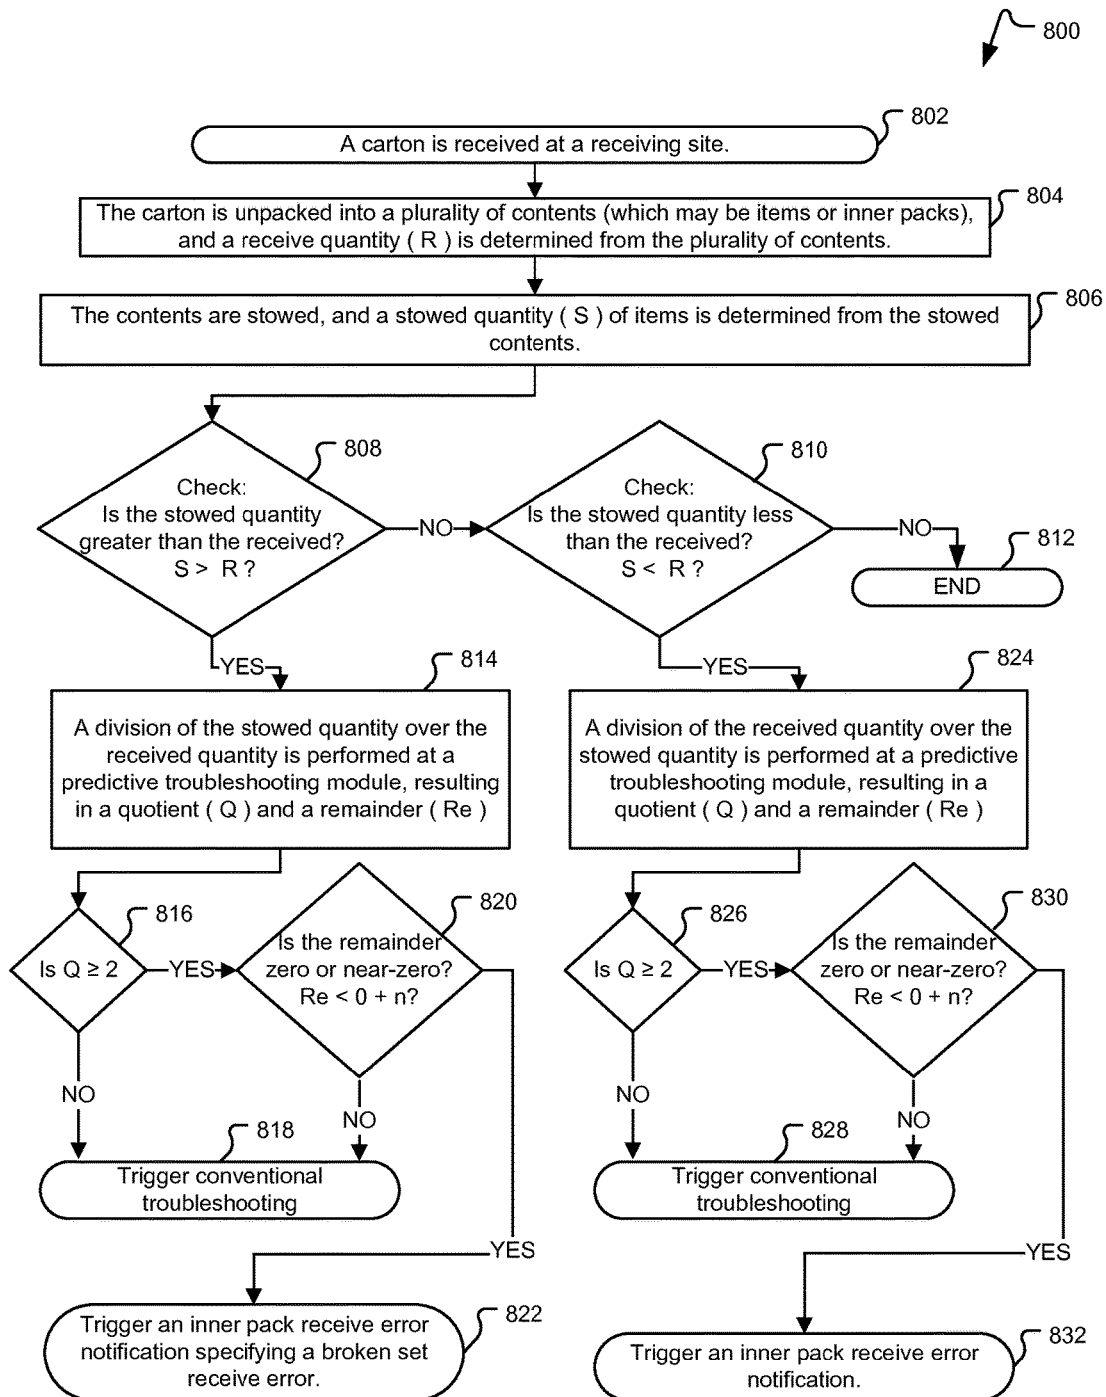 800
802
A carton is received at a receiving site.
804
The carton is unpacked into a plurality of contents (which may be items or inner packs),
and a receive quantity ( R ) is determined from the plurality of contents.
806
The contents are stowed, and a stowed quantity ( S ) of items is determined from the stowed
contents.
808
Check:
Is the stowed quantity
greater than the received?
S > R ?
NO
810
Check:
Is the stowed quantity less
than the received?
S < R ?
NO
812
END
YES
814
A division of the stowed quantity over the
received quantity is performed at a
predictive troubleshooting module, resulting
in a quotient ( Q ) and a remainder ( Re )
YES
824
A division of the received quantity over the
stowed quantity is performed at a predictive
troubleshooting module, resulting in a
quotient ( Q ) and a remainder ( Re )
816
Is Q ≥ 2
YES
820
Is the remainder
zero or near-zero?
Re < 0 + n?
826
Is Q ≥ 2
YES
830
Is the remainder
zero or near-zero?
Re < 0 + n?
NO
NO
NO
NO
818
Trigger conventional
troubleshooting
828
Trigger conventional
troubleshooting
YES
YES
822
Trigger an inner pack receive error
notification specifying a broken set
receive error.
832
Trigger an inner pack receive error
notification.